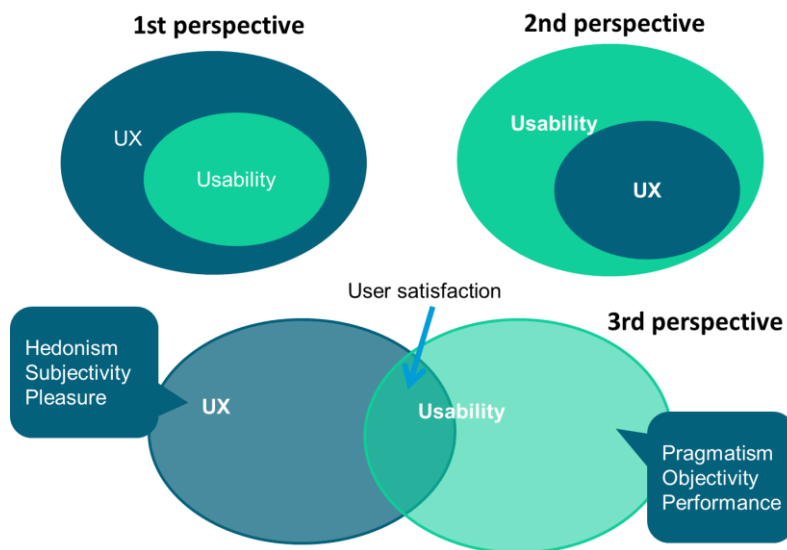 1st perspective
2nd perspective
UX
Usability
Usability
UX
User satisfaction
3rd perspective
Hedonism
Subjectivity
Pleasure
UX
Usability
Pragmatism
Objectivity
Performance